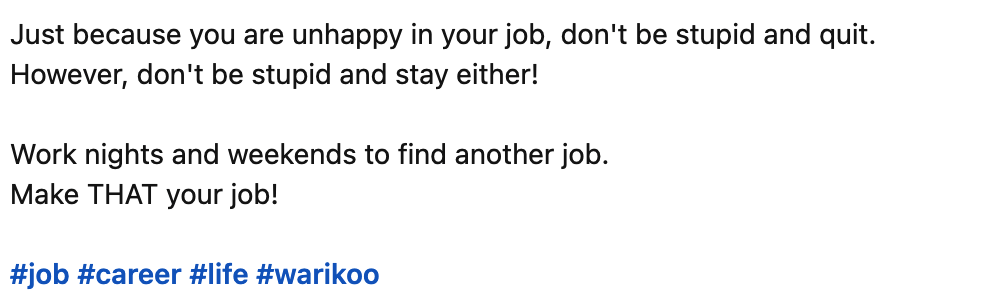 Just because you are unhappy in your job, don't be stupid and quit.
However, don't be stupid and stay either!
Work nights and weekends to find another job.
Make THAT your job!
#job #career #life #warikoo